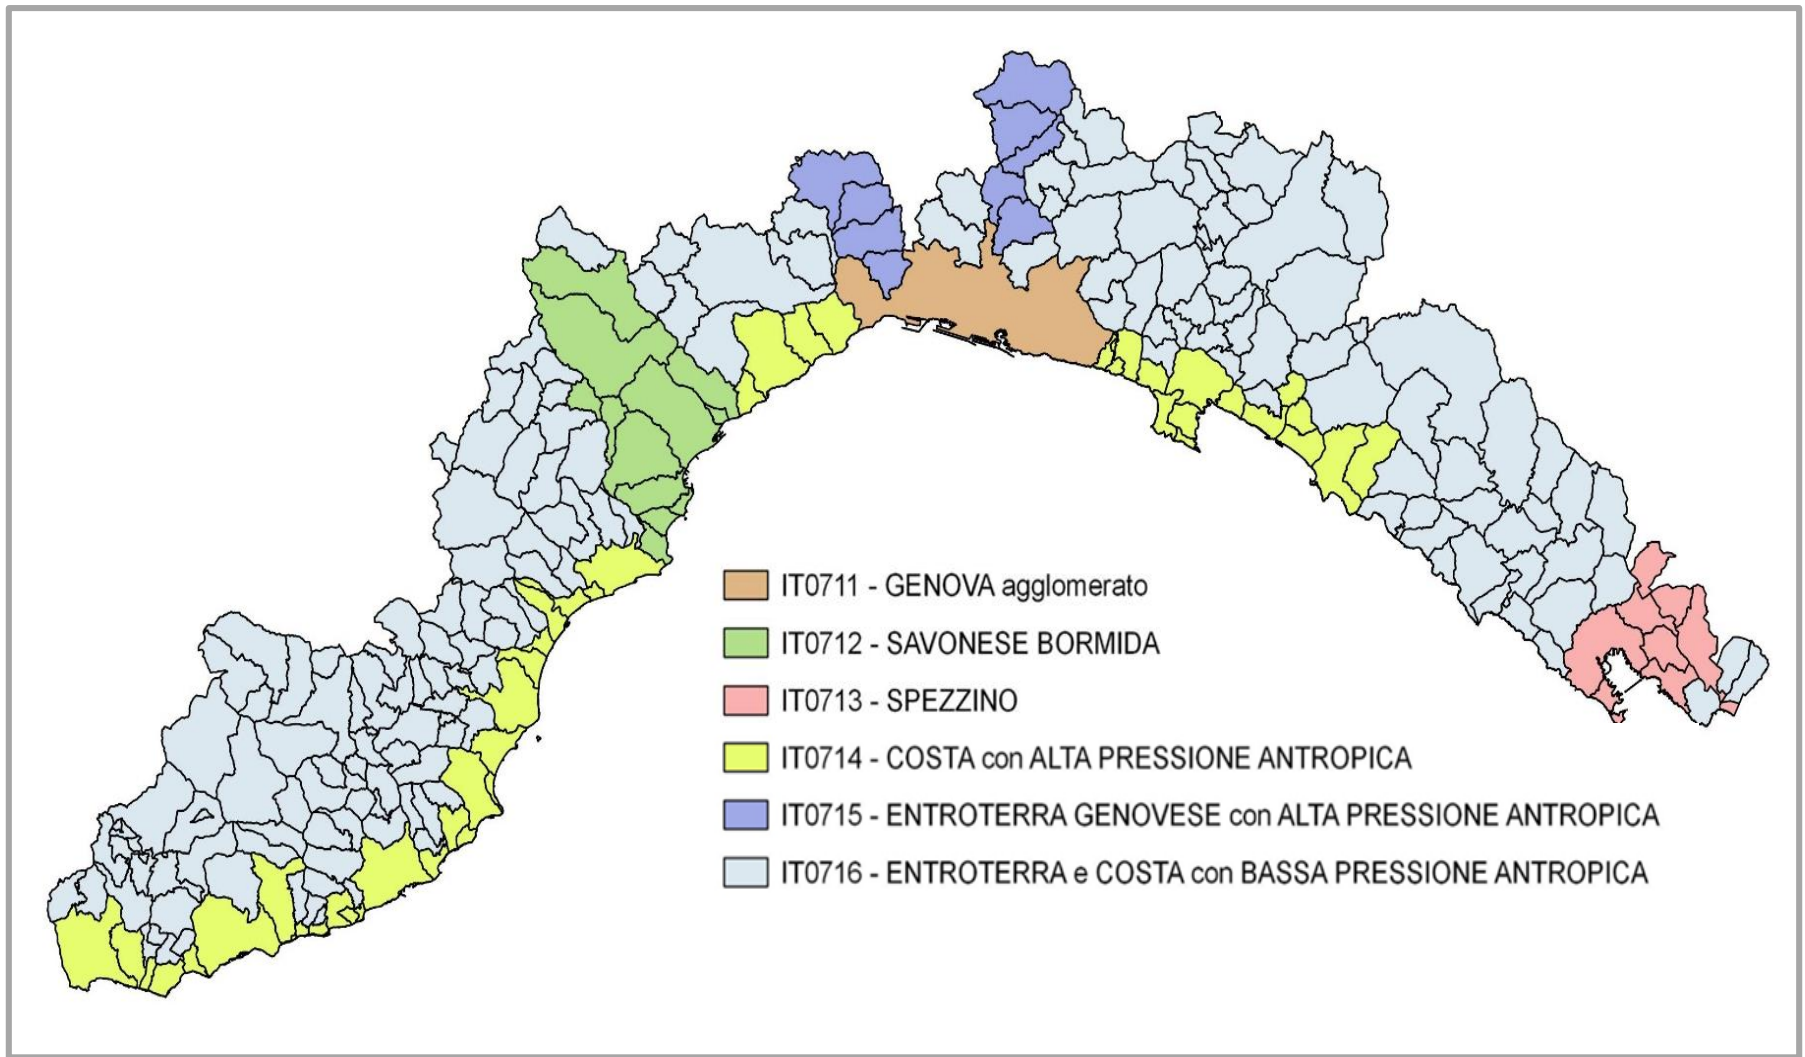 IT0711 - GENOVA agglomerato
IT0712 - SAVONESE BORMIDA
IT0713 - SPEZZINO
IT0714 - COSTA con ALTA PRESSIONE ANTROPICA
IT0715 - ENTROTERRA GENOVESE con ALTA PRESSIONE ANTROPICA
IT0716 - ENTROTERRA e COSTA con BASSA PRESSIONE ANTROPICA